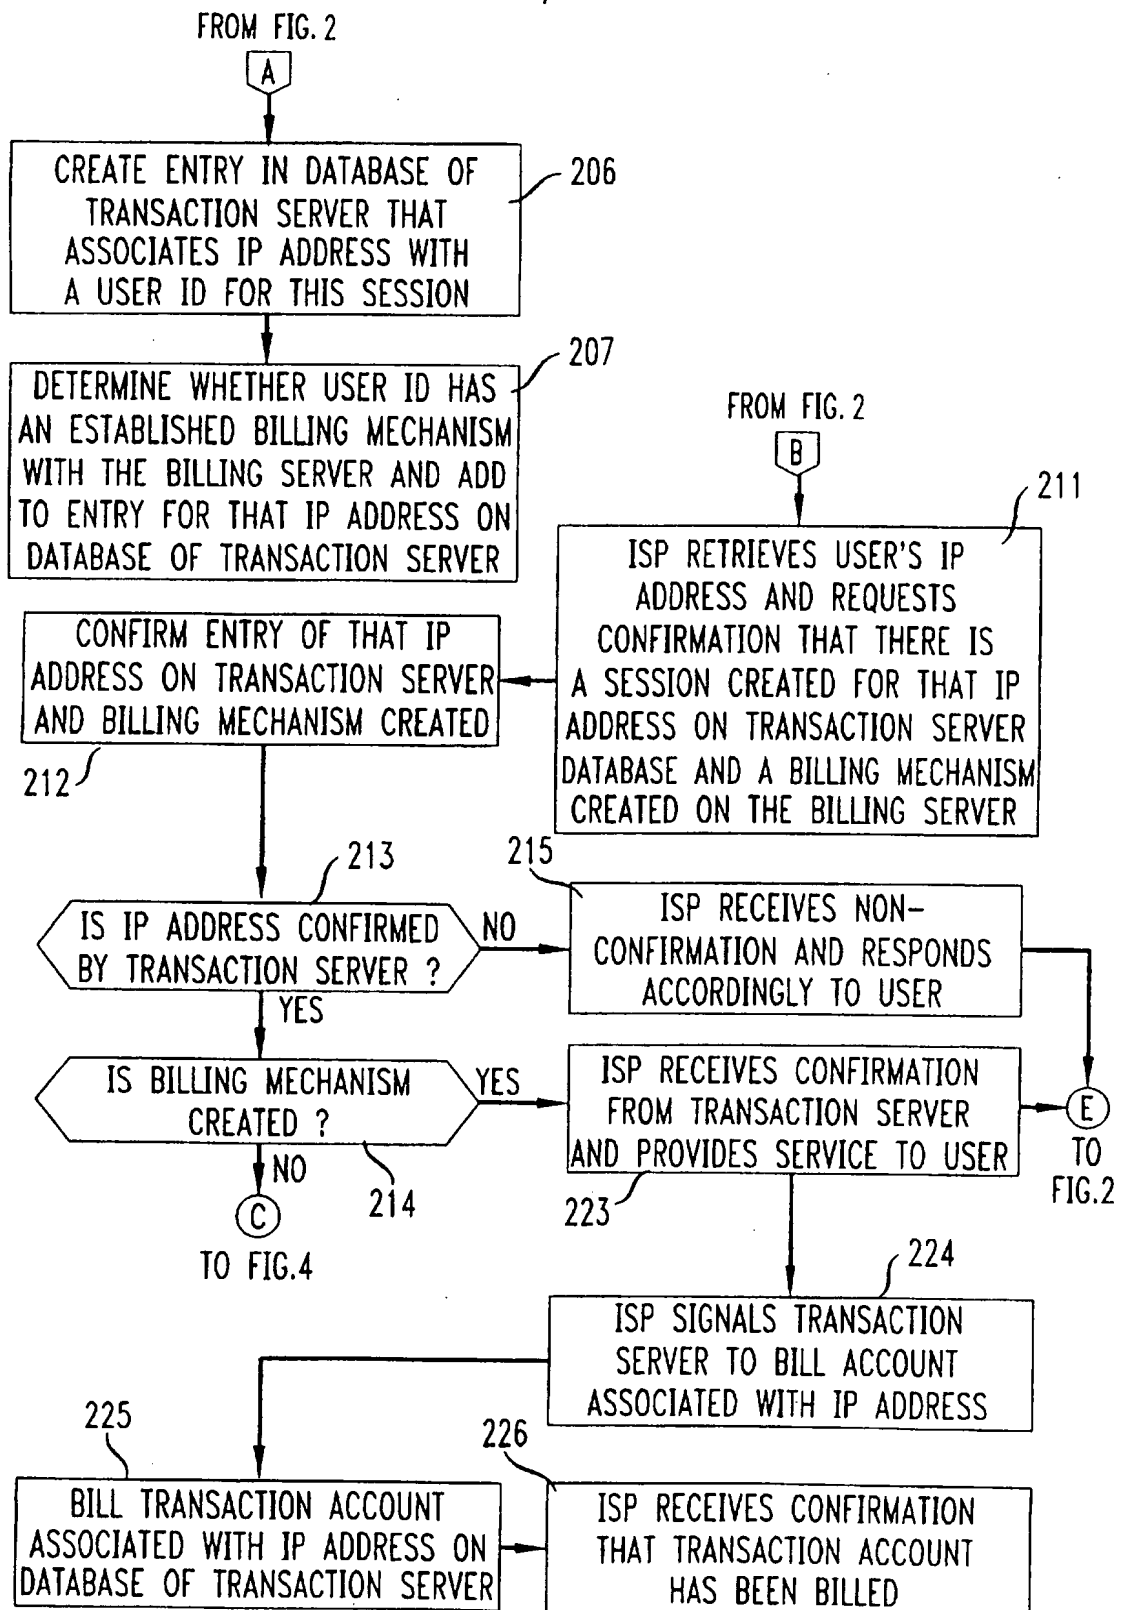 FROM FIG. 2
A
CREATE ENTRY IN DATABASE OF
TRANSACTION SERVER THAT
ASSOCIATES IP ADDRESS WITH
A USER ID FOR THIS SESSION
206
DETERMINE WHETHER USER ID HAS
AN ESTABLISHED BILLING MECHANISM
WITH THE BILLING SERVER AND ADD
TO ENTRY FOR THAT IP ADDRESS ON
DATABASE OF TRANSACTION SERVER
207
FROM FIG. 2
B
211
ISP RETRIEVES USER'S IP
ADDRESS AND REQUESTS
CONFIRMATION THAT THERE IS
A SESSION CREATED FOR THAT IP
ADDRESS ON TRANSACTION SERVER
DATABASE AND A BILLING MECHANISM
CREATED ON THE BILLING SERVER
CONFIRM ENTRY OF THAT IP
ADDRESS ON TRANSACTION SERVER
AND BILLING MECHANISM CREATED
212
213
IS IP ADDRESS CONFIRMED
BY TRANSACTION SERVER ?
NO
YES
215
ISP RECEIVES NON-
CONFIRMATION AND RESPONDS
ACCORDINGLY TO USER
IS BILLING MECHANISM
CREATED ?
YES
NO
214
C
TO FIG.4
ISP RECEIVES CONFIRMATION
FROM TRANSACTION SERVER
AND PROVIDES SERVICE TO USER
223
E
TO
FIG.2
224
ISP SIGNALS TRANSACTION
SERVER TO BILL ACCOUNT
ASSOCIATED WITH IP ADDRESS
225
BILL TRANSACTION ACCOUNT
ASSOCIATED WITH IP ADDRESS ON
DATABASE OF TRANSACTION SERVER
226
ISP RECEIVES CONFIRMATION
THAT TRANSACTION ACCOUNT
HAS BEEN BILLED